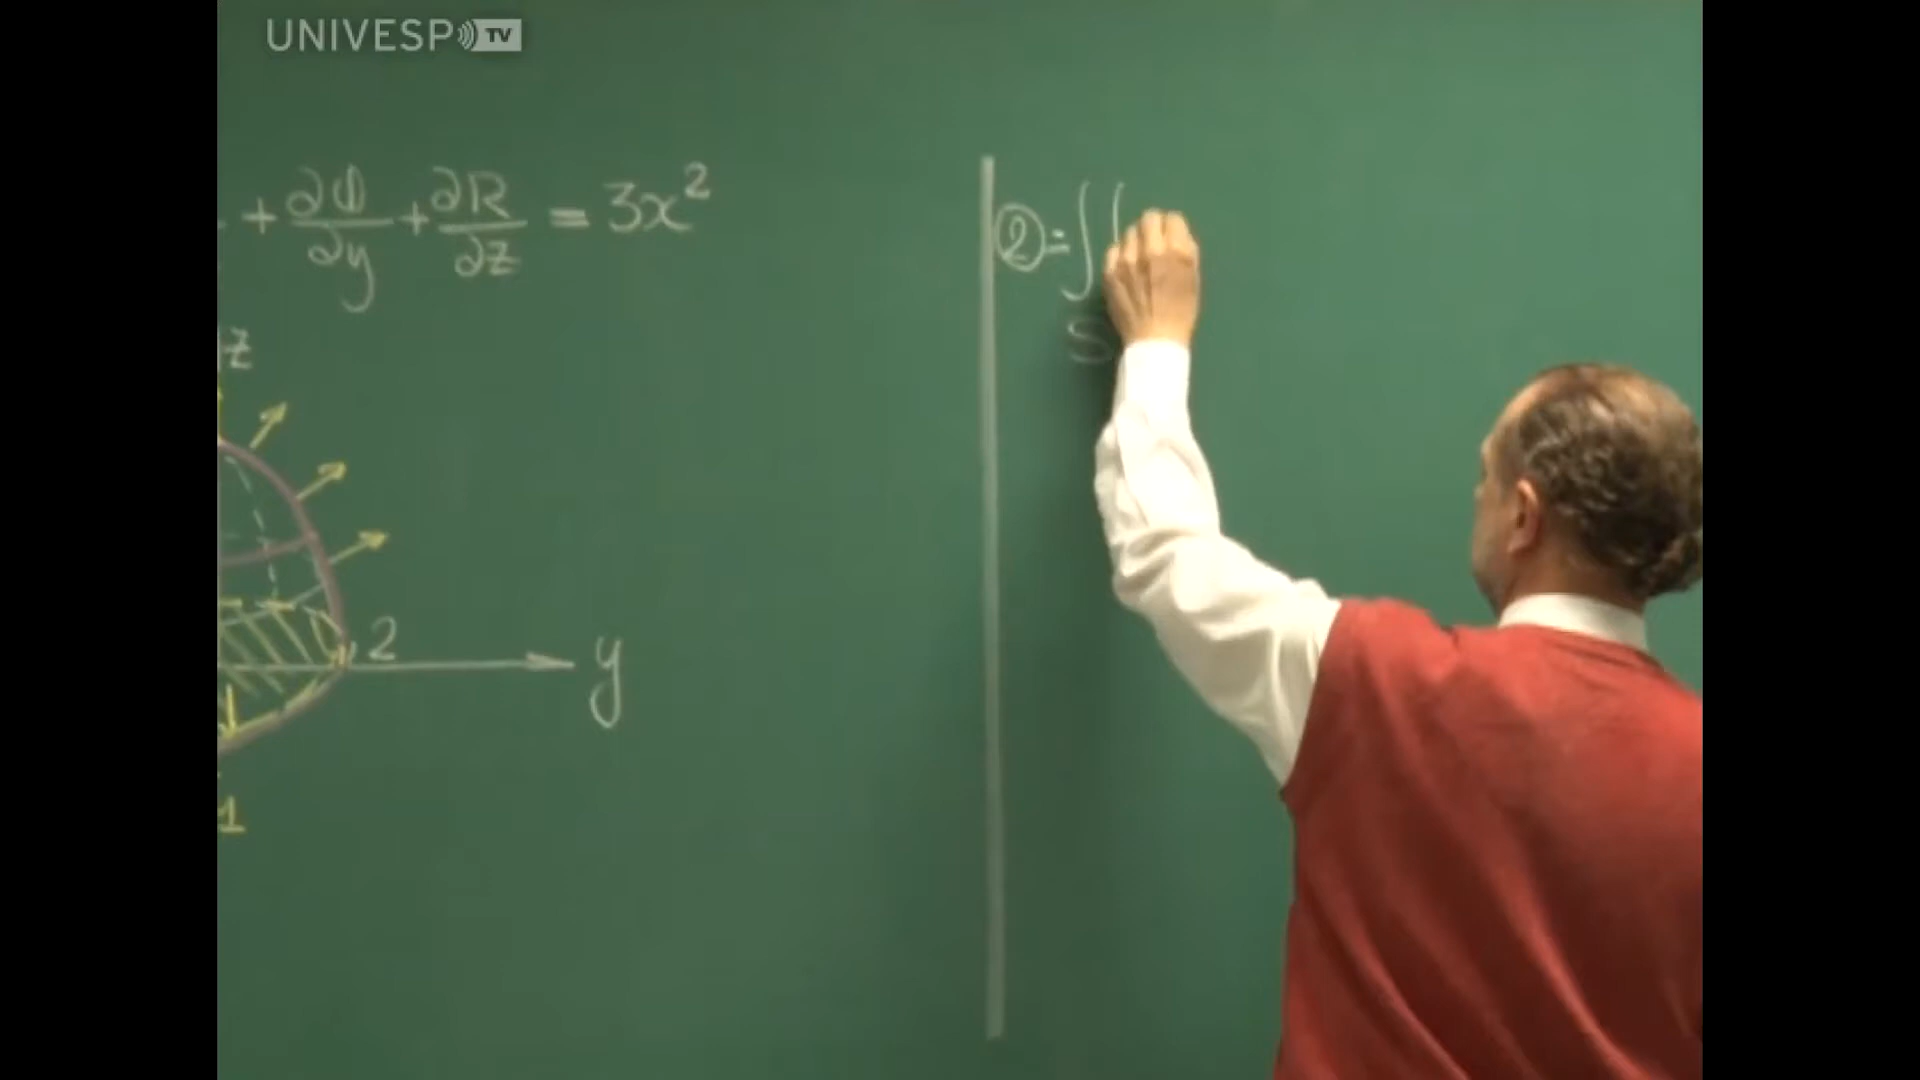 UNIVESP TV
+ ∂Q/∂y + ∂R/∂z = 3x²
② = ∫∫
S
z
2
y
1